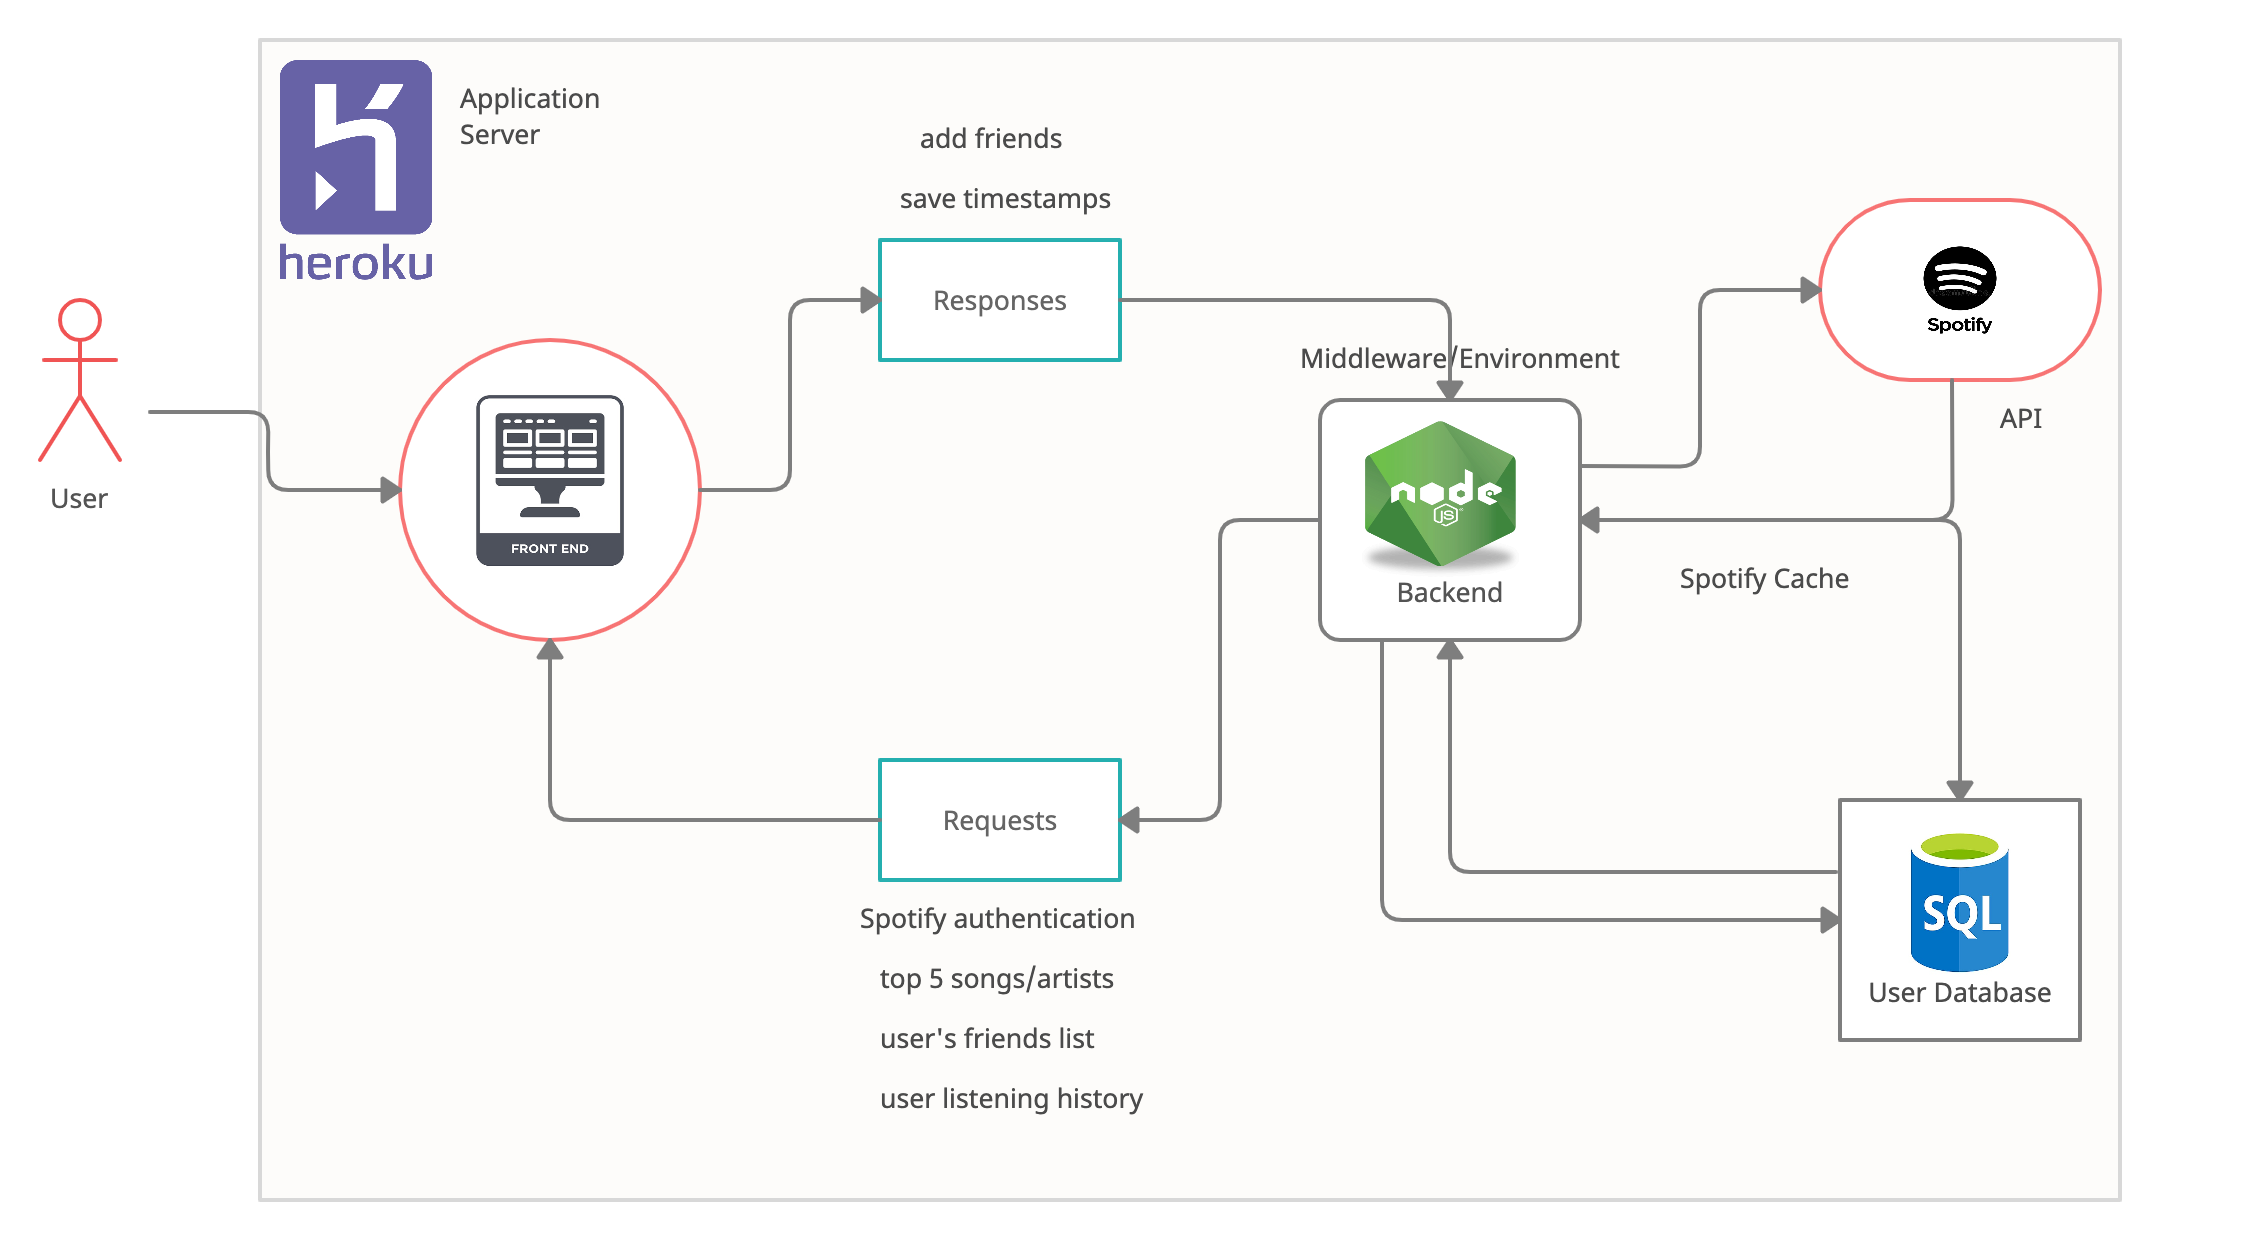 heroku
Application
Server
add friends
save timestamps
Responses
Middleware/Environment
Spotify
API
User
FRONT END
node
JS
Backend
Spotify Cache
Requests
Spotify authentication
top 5 songs/artists
user's friends list
user listening history
SQL
User Database